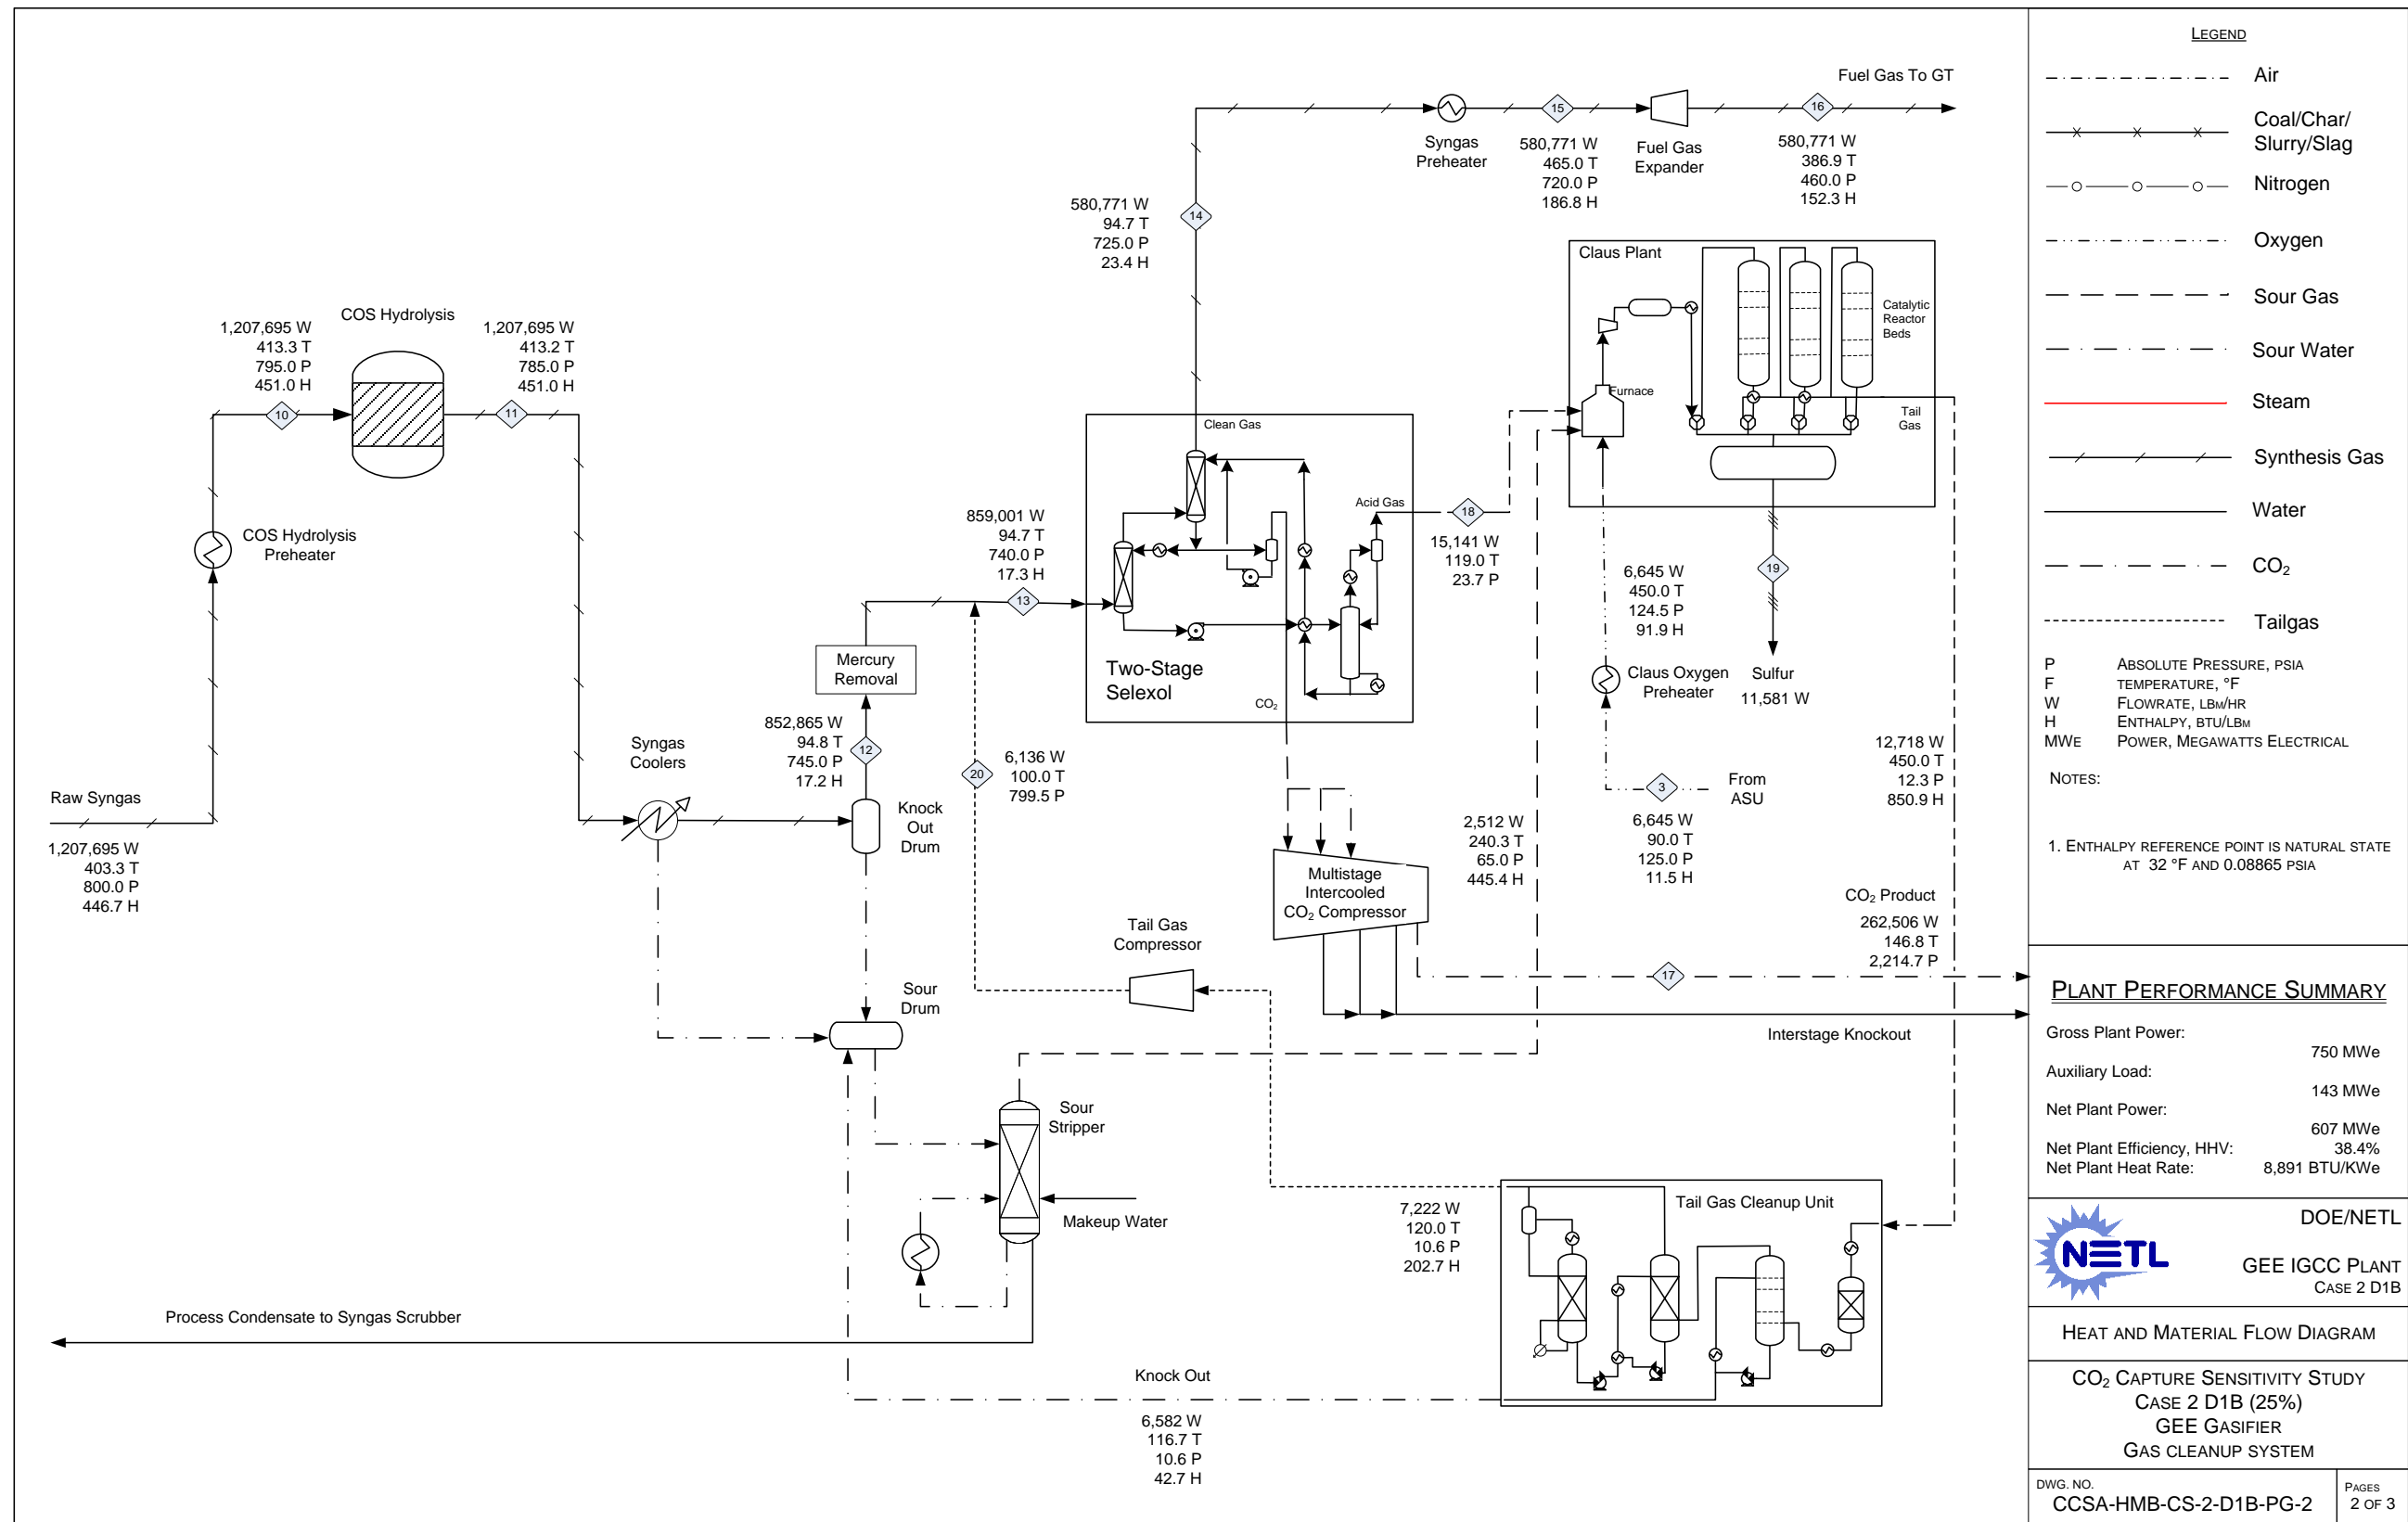 Fuel Gas To GT
15
16
Syngas
Preheater
580,771 W
465.0 T
720.0 P
186.8 H
Fuel Gas
Expander
580,771 W
386.9 T
460.0 P
152.3 H
580,771 W
94.7 T
725.0 P
23.4 H
14
Claus Plant
Catalytic
Reactor
Beds
Furnace
Tail
Gas
COS Hydrolysis
1,207,695 W
413.3 T
795.0 P
451.0 H
10
1,207,695 W
413.2 T
785.0 P
451.0 H
11
COS Hydrolysis
Preheater
Clean Gas
Acid Gas
18
15,141 W
119.0 T
23.7 P
859,001 W
94.7 T
740.0 P
17.3 H
13
Two-Stage
Selexol
CO2
6,645 W
450.0 T
124.5 P
91.9 H
19
Claus Oxygen
Preheater
Sulfur
11,581 W
Mercury
Removal
852,865 W
94.8 T
745.0 P
17.2 H
12
Syngas
Coolers
Knock
Out
Drum
6,136 W
100.0 T
799.5 P
20
Raw Syngas
1,207,695 W
403.3 T
800.0 P
446.7 H
3
From
ASU
6,645 W
90.0 T
125.0 P
11.5 H
12,718 W
450.0 T
12.3 P
850.9 H
2,512 W
240.3 T
65.0 P
445.4 H
Multistage
Intercooled
CO2 Compressor
CO2 Product
262,506 W
146.8 T
2,214.7 P
17
Interstage Knockout
Tail Gas
Compressor
Sour
Drum
Sour
Stripper
Makeup Water
7,222 W
120.0 T
10.6 P
202.7 H
Tail Gas Cleanup Unit
Process Condensate to Syngas Scrubber
Knock Out
6,582 W
116.7 T
10.6 P
42.7 H
LEGEND
Air
Coal/Char/
Slurry/Slag
Nitrogen
Oxygen
Sour Gas
Sour Water
Steam
Synthesis Gas
Water
CO2
Tailgas
P ABSOLUTE PRESSURE, PSIA
F TEMPERATURE, °F
W FLOWRATE, LBM/HR
H ENTHALPY, BTU/LBM
MWE POWER, MEGAWATTS ELECTRICAL
NOTES:
1. ENTHALPY REFERENCE POINT IS NATURAL STATE
AT 32 °F AND 0.08865 PSIA
PLANT PERFORMANCE SUMMARY
Gross Plant Power:
750 MWe
Auxiliary Load:
143 MWe
Net Plant Power:
607 MWe
Net Plant Efficiency, HHV: 38.4%
Net Plant Heat Rate: 8,891 BTU/KWe
NETL
DOE/NETL
GEE IGCC PLANT
CASE 2 D1B
HEAT AND MATERIAL FLOW DIAGRAM
CO2 CAPTURE SENSITIVITY STUDY
CASE 2 D1B (25%)
GEE GASIFIER
GAS CLEANUP SYSTEM
DWG. NO.
CCSA-HMB-CS-2-D1B-PG-2
PAGES
2 OF 3